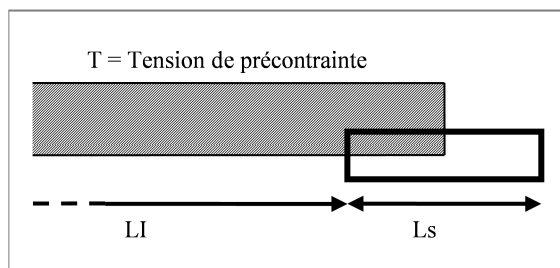 T = Tension de précontrainte
LI
Ls